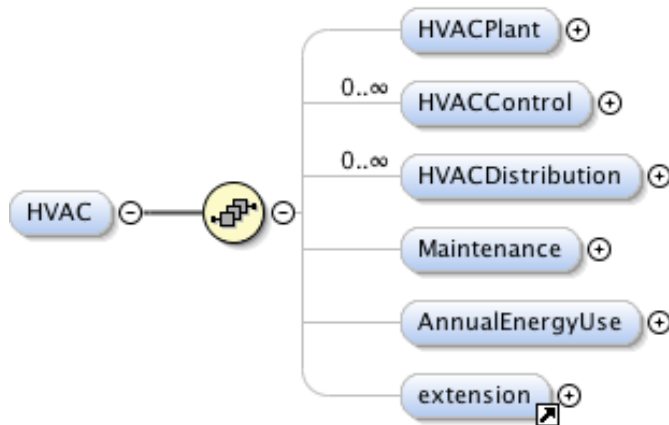 HVACPlant
0..∞
HVACControl
0..∞
HVACDistribution
HVAC
Maintenance
AnnualEnergyUse
extension